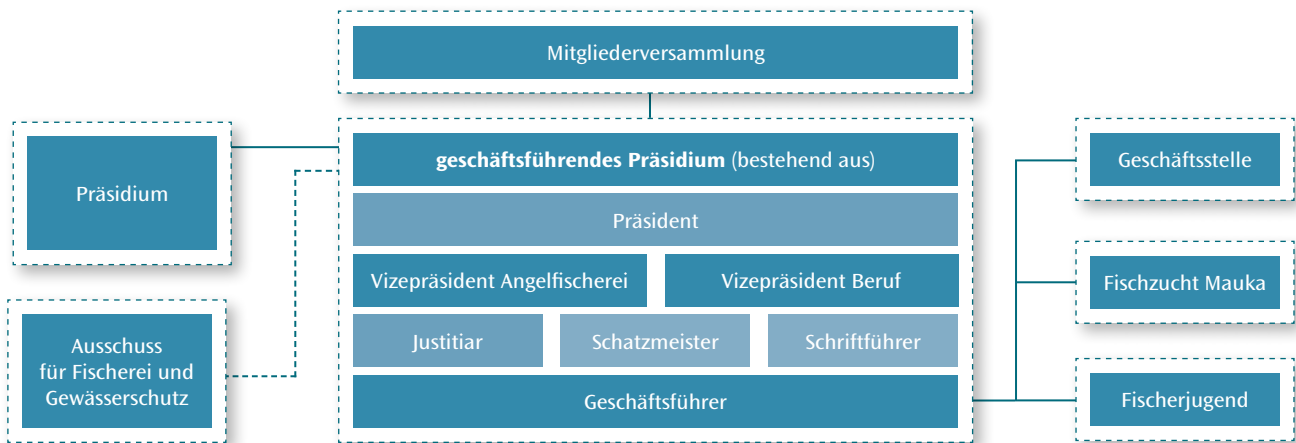 Mitgliederversammlung
Präsidium
geschäftsführendes Präsidium (bestehend aus)
Präsident
Vizepräsident Angelfischerei
Vizepräsident Beruf
Justitiar
Schatzmeister
Schriftführer
Geschäftsführer
Ausschuss
für Fischerei und
Gewässerschutz
Geschäftsstelle
Fischzucht Mauka
Fischerjugend